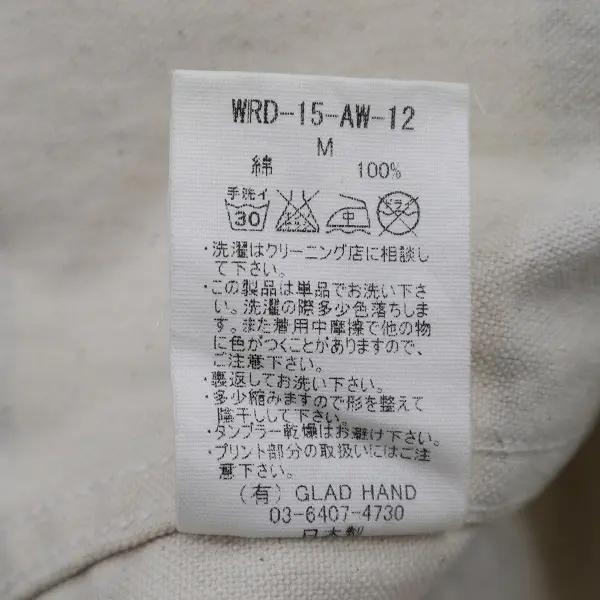 WRD-15-AW-12
M
綿 100%
手洗イ
30 エンソ 中 ドライ
・洗濯はクリーニング店に相談し
て下さい。
・この製品は単品でお洗い下さ
い。洗濯の際多少色落ちしま
す。また着用中摩擦で他の物
に色がつくことがありますので、
ご注意下さい。
・裏返してお洗い下さい。
・多少縮みますので形を整えて
陰干しして下さい。
・タンブラー乾燥はお避け下さい。
・プリント部分の取扱いにはご注
意下さい。
(有) GLAD HAND
03-6407-4730
日本製